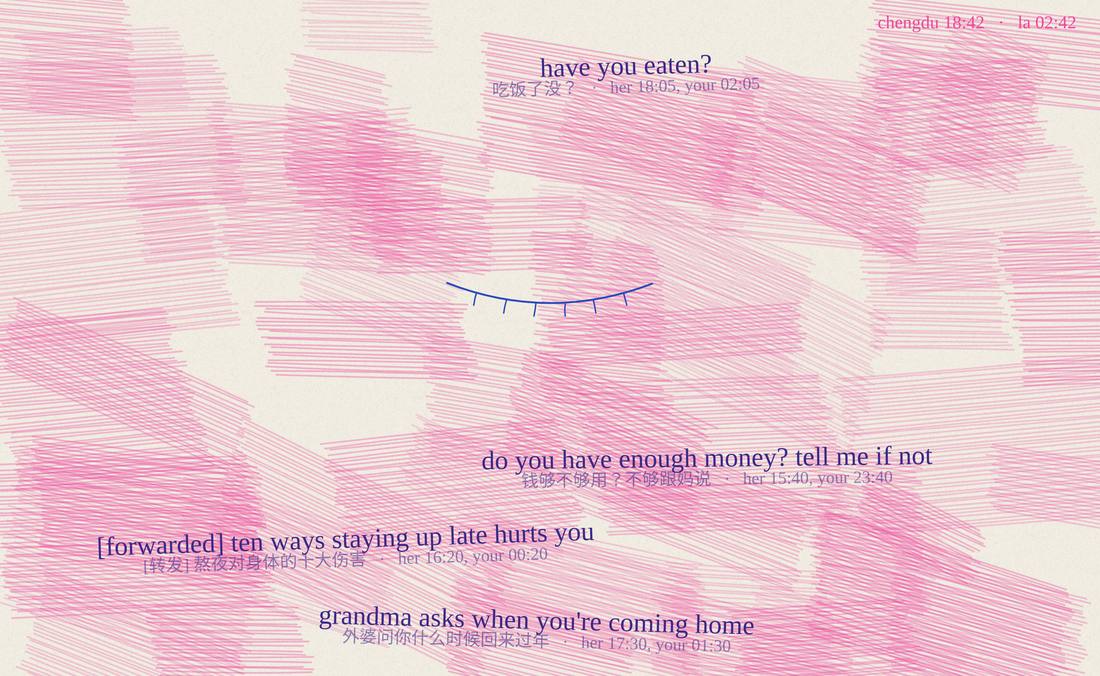 chengdu 18:42 · la 02:42
have you eaten?
吃饭了没？ · her 18:05, your 02:05
do you have enough money? tell me if not
钱够不够用？不够跟妈说 · her 15:40, your 23:40
[forwarded] ten ways staying up late hurts you
[转发] 熬夜对身体的十大伤害 · her 16:20, your 00:20
grandma asks when you're coming home
外婆问你什么时候回来过年 · her 17:30, your 01:30